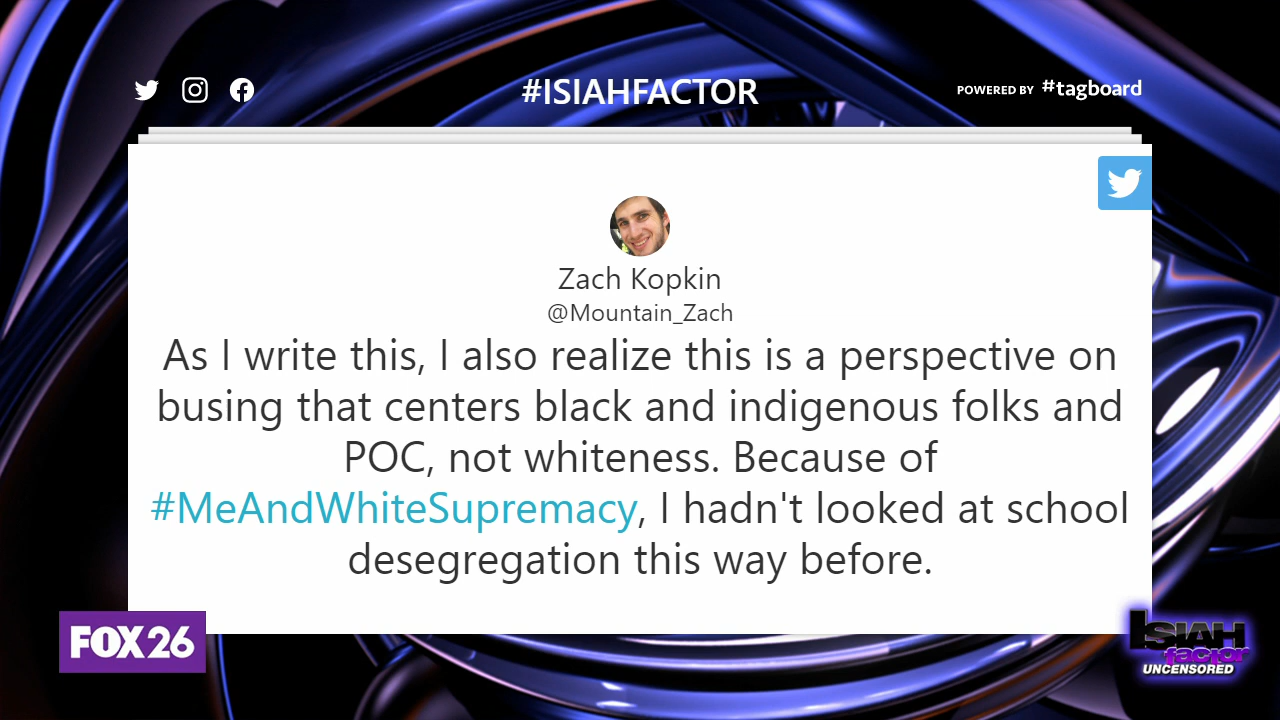 #ISIAHFACTOR
POWERED BY #tagboard
Zach Kopkin
@Mountain_Zach
As I write this, I also realize this is a perspective on
busing that centers black and indigenous folks and
POC, not whiteness. Because of
#MeAndWhiteSupremacy, I hadn't looked at school
desegregation this way before.
FOX 26
ISIAH
factor
UNCENSORED